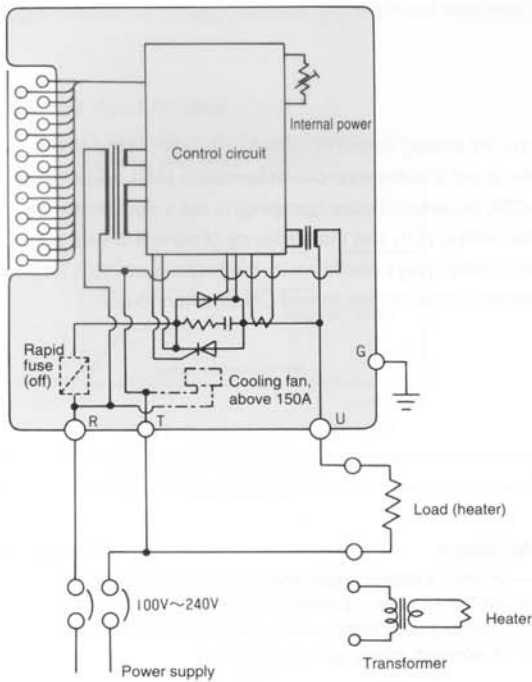 Internal power
Control circuit
Rapid
fuse
(off)
Cooling fan,
above 150A
G
R
T
U
Load (heater)
100V～240V
Heater
Transformer
Power supply